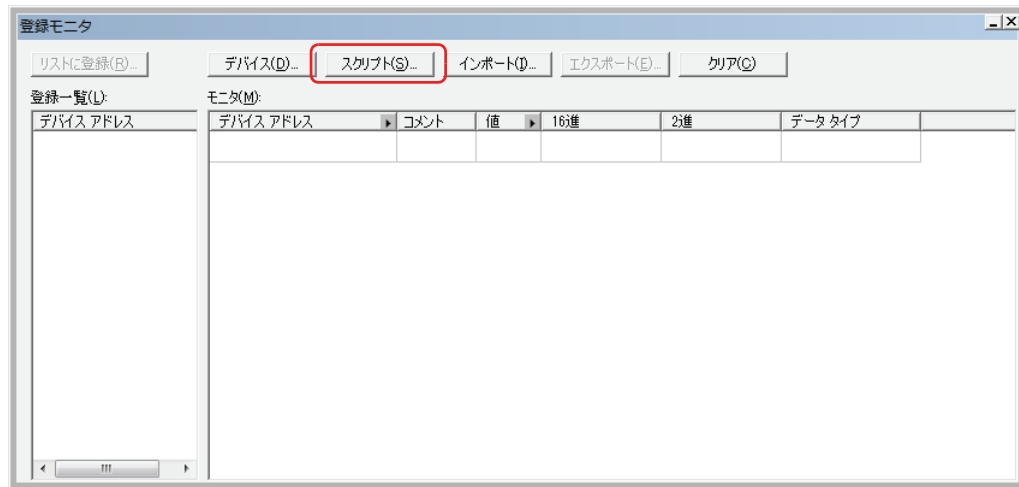 登録モニタ
リストに登録(R)... デバイス(D)... スクリプト(S)... インポート(I)... エクスポート(E)... クリア(C)
登録一覧(L): モニタ(M):
デバイス アドレス デバイス アドレス コメント 値 16進 2進 データ タイプ